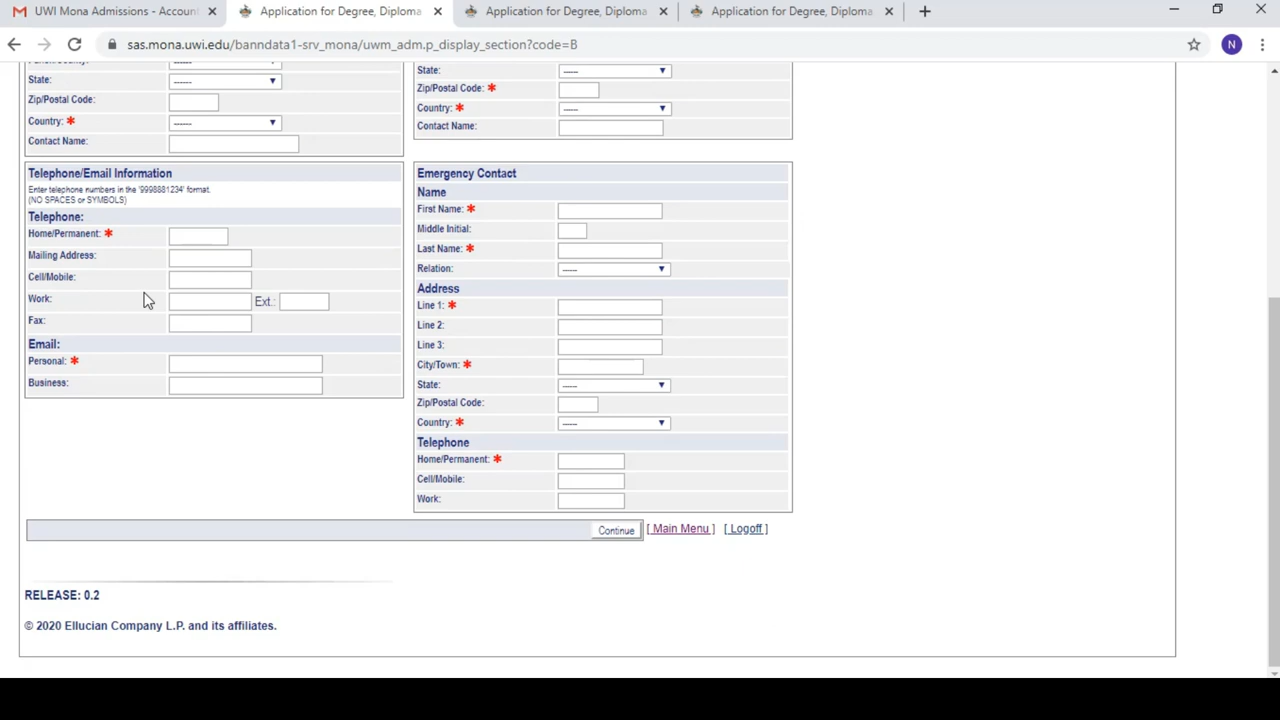 UWI Mona Admissions - Accoun
Application for Degree, Diploma
Application for Degree, Diploma
Application for Degree, Diploma
sas.mona.uwi.edu/banndata1-srv_mona/uwm_adm.p_display_section?code=B
N
------
State: ------
Zip/Postal Code:
Country: * ------
Contact Name:
State: ------
Zip/Postal Code: *
Country: * ------
Contact Name:
Telephone/Email Information
Enter telephone numbers in the '9998881234' format.
(NO SPACES or SYMBOLS)
Telephone:
Home/Permanent: *
Mailing Address:
Cell/Mobile:
Work: Ext.:
Fax:
Email:
Personal: *
Business:
Emergency Contact
Name
First Name: *
Middle Initial:
Last Name: *
Relation: ------
Address
Line 1: *
Line 2:
Line 3:
City/Town: *
State: ------
Zip/Postal Code:
Country: * ------
Telephone
Home/Permanent: *
Cell/Mobile:
Work:
Continue [ Main Menu ] [ Logoff ]
RELEASE: 0.2
© 2020 Ellucian Company L.P. and its affiliates.